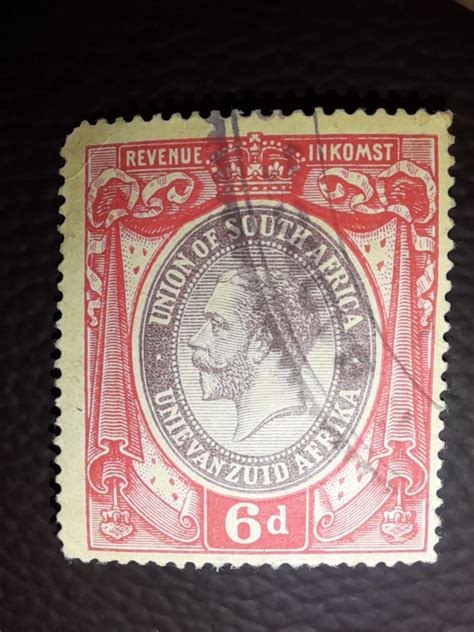 REVENUE INKOMST
UNION OF SOUTH AFRICA
UNIE VAN ZUID AFRIKA
6d